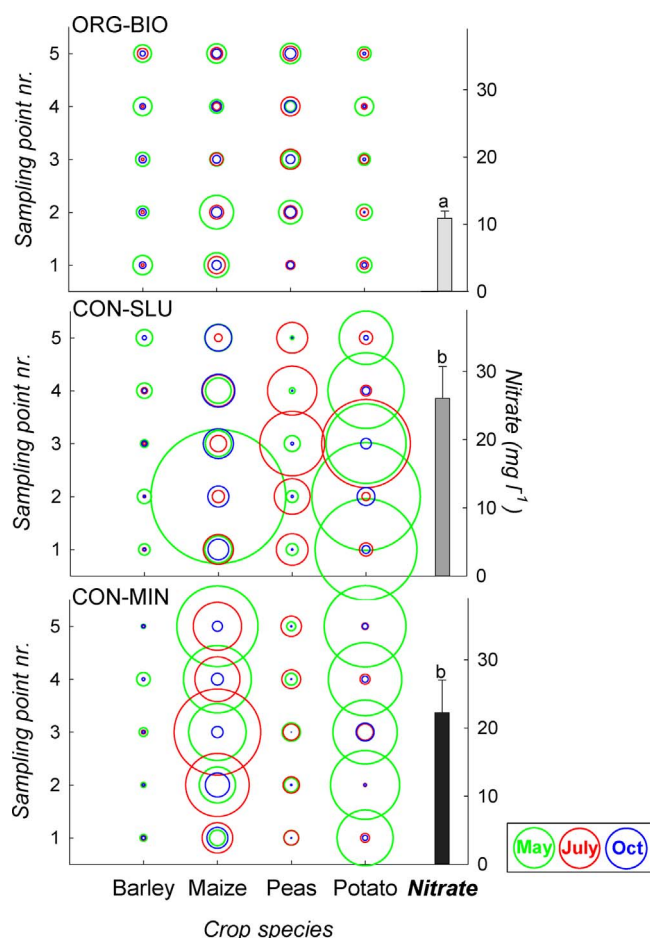 ORG-BIO
Sampling point nr.
5
4
3
2
1
30
20
10
0
a
CON-SLU
Sampling point nr.
5
4
3
2
1
30
20
10
0
b
Nitrate (mg l⁻¹)
CON-MIN
Sampling point nr.
5
4
3
2
1
30
20
10
0
b
May July Oct
Barley Maize Peas Potato Nitrate
Crop species